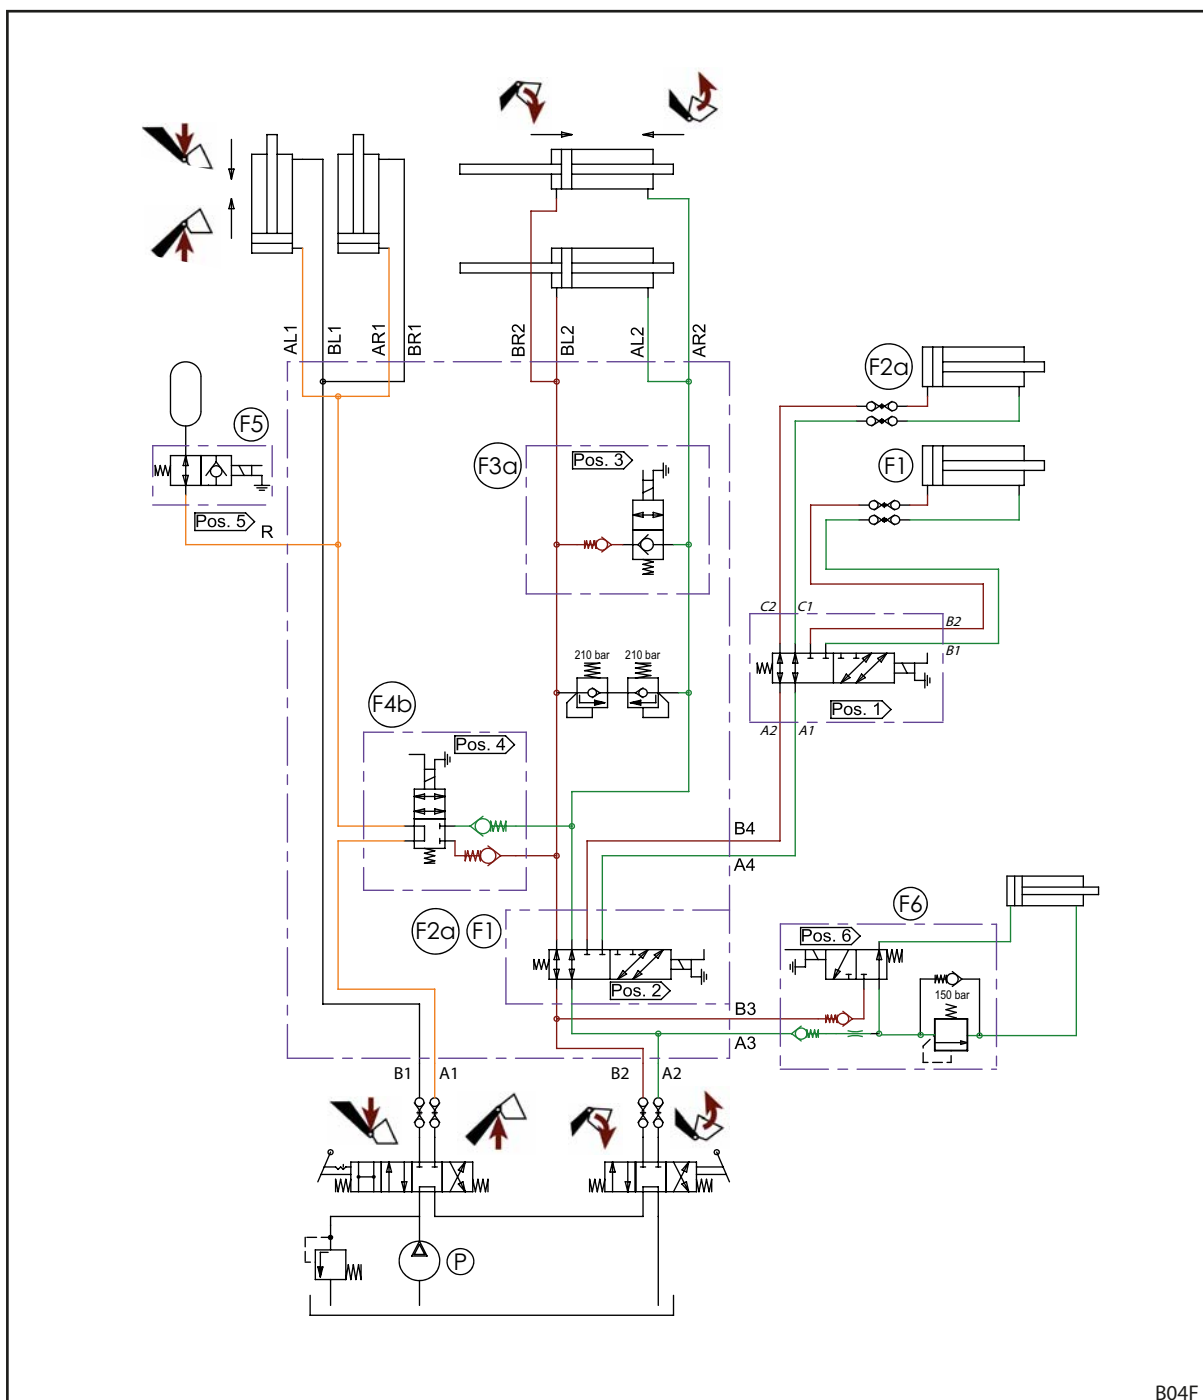 AL1
BL1
AR1
BR1
BR2
BL2
AL2
AR2
F2a
F5
F3a
Pos. 3
F1
Pos. 5
R
C2
C1
B2
B1
210 bar
210 bar
F4b
Pos. 1
A2
A1
Pos. 4
B4
A4
F2a
F1
F6
Pos. 6
Pos. 2
150 bar
B3
A3
B1
A1
B2
A2
P
B04F